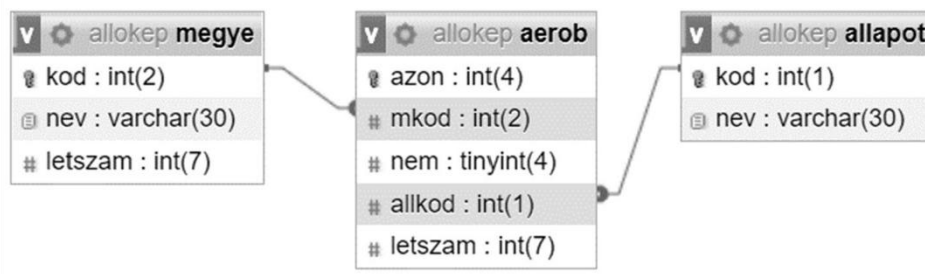 allokep megye
kod : int(2)
nev : varchar(30)
letszam : int(7)
allokep aerob
azon : int(4)
mkod : int(2)
nem : tinyint(4)
allkod : int(1)
letszam : int(7)
allokep allapot
kod : int(1)
nev : varchar(30)